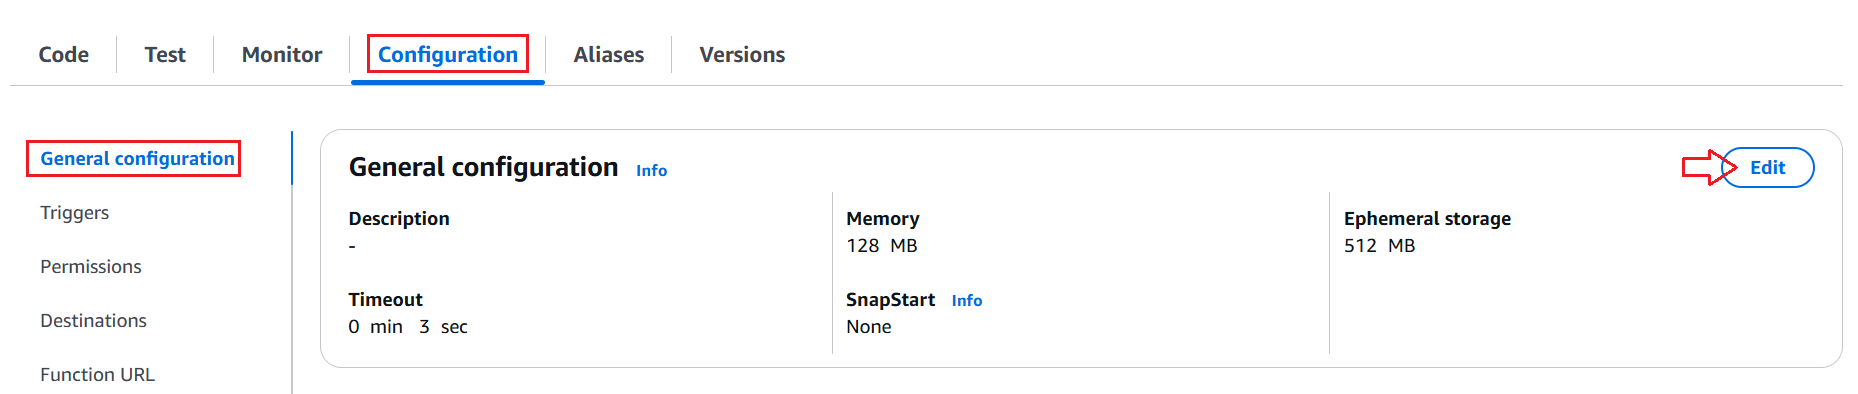 Code Test Monitor Configuration Aliases Versions
General configuration
Triggers
Permissions
Destinations
Function URL
General configuration Info
Edit
Description
-
Memory
128 MB
Ephemeral storage
512 MB
Timeout
0 min 3 sec
SnapStart Info
None